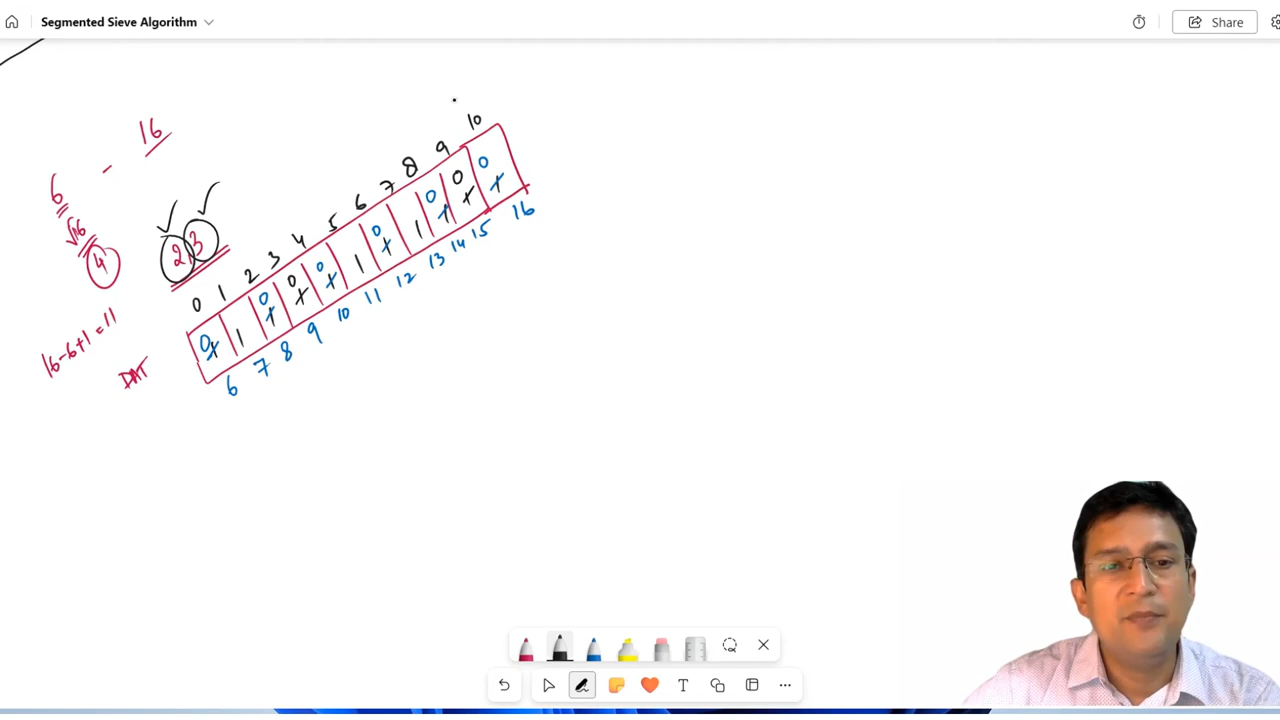 Segmented Sieve Algorithm
Share
6 - 16
√16
4
2, 3
16-6+1=11
DAT
0 1 2 3 4 5 6 7 8 9 10
0 1 0 0 0 1 0 1 0 0 0
6 7 8 9 10 11 12 13 14 15 16
T